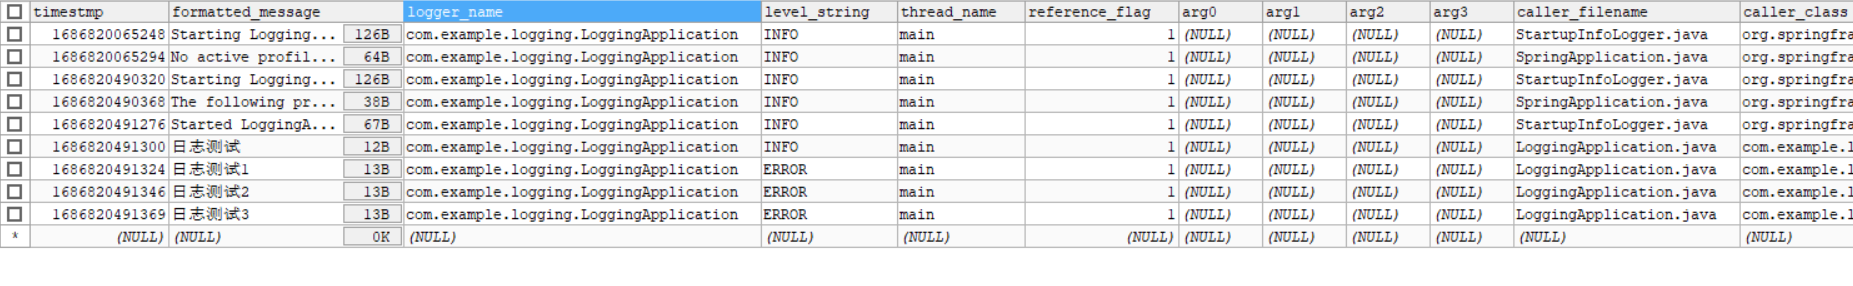 timestmp formatted_message logger_name level_string thread_name reference_flag arg0 arg1 arg2 arg3 caller_filename caller_class
1686820065248 Starting Logging... 126B com.example.logging.LoggingApplication INFO main 1 (NULL) (NULL) (NULL) (NULL) StartupInfoLogger.java org.springfra
1686820065294 No active profil... 64B com.example.logging.LoggingApplication INFO main 1 (NULL) (NULL) (NULL) (NULL) SpringApplication.java org.springfra
1686820490320 Starting Logging... 126B com.example.logging.LoggingApplication INFO main 1 (NULL) (NULL) (NULL) (NULL) StartupInfoLogger.java org.springfra
1686820490368 The following pr... 38B com.example.logging.LoggingApplication INFO main 1 (NULL) (NULL) (NULL) (NULL) SpringApplication.java org.springfra
1686820491276 Started LoggingA... 67B com.example.logging.LoggingApplication INFO main 1 (NULL) (NULL) (NULL) (NULL) StartupInfoLogger.java org.springfra
1686820491300 日志测试 12B com.example.logging.LoggingApplication INFO main 1 (NULL) (NULL) (NULL) (NULL) LoggingApplication.java com.example.l
1686820491324 日志测试1 13B com.example.logging.LoggingApplication ERROR main 1 (NULL) (NULL) (NULL) (NULL) LoggingApplication.java com.example.l
1686820491346 日志测试2 13B com.example.logging.LoggingApplication ERROR main 1 (NULL) (NULL) (NULL) (NULL) LoggingApplication.java com.example.l
1686820491369 日志测试3 13B com.example.logging.LoggingApplication ERROR main 1 (NULL) (NULL) (NULL) (NULL) LoggingApplication.java com.example.l
* (NULL) (NULL) 0K (NULL) (NULL) (NULL) (NULL) (NULL) (NULL) (NULL) (NULL) (NULL) (NULL)